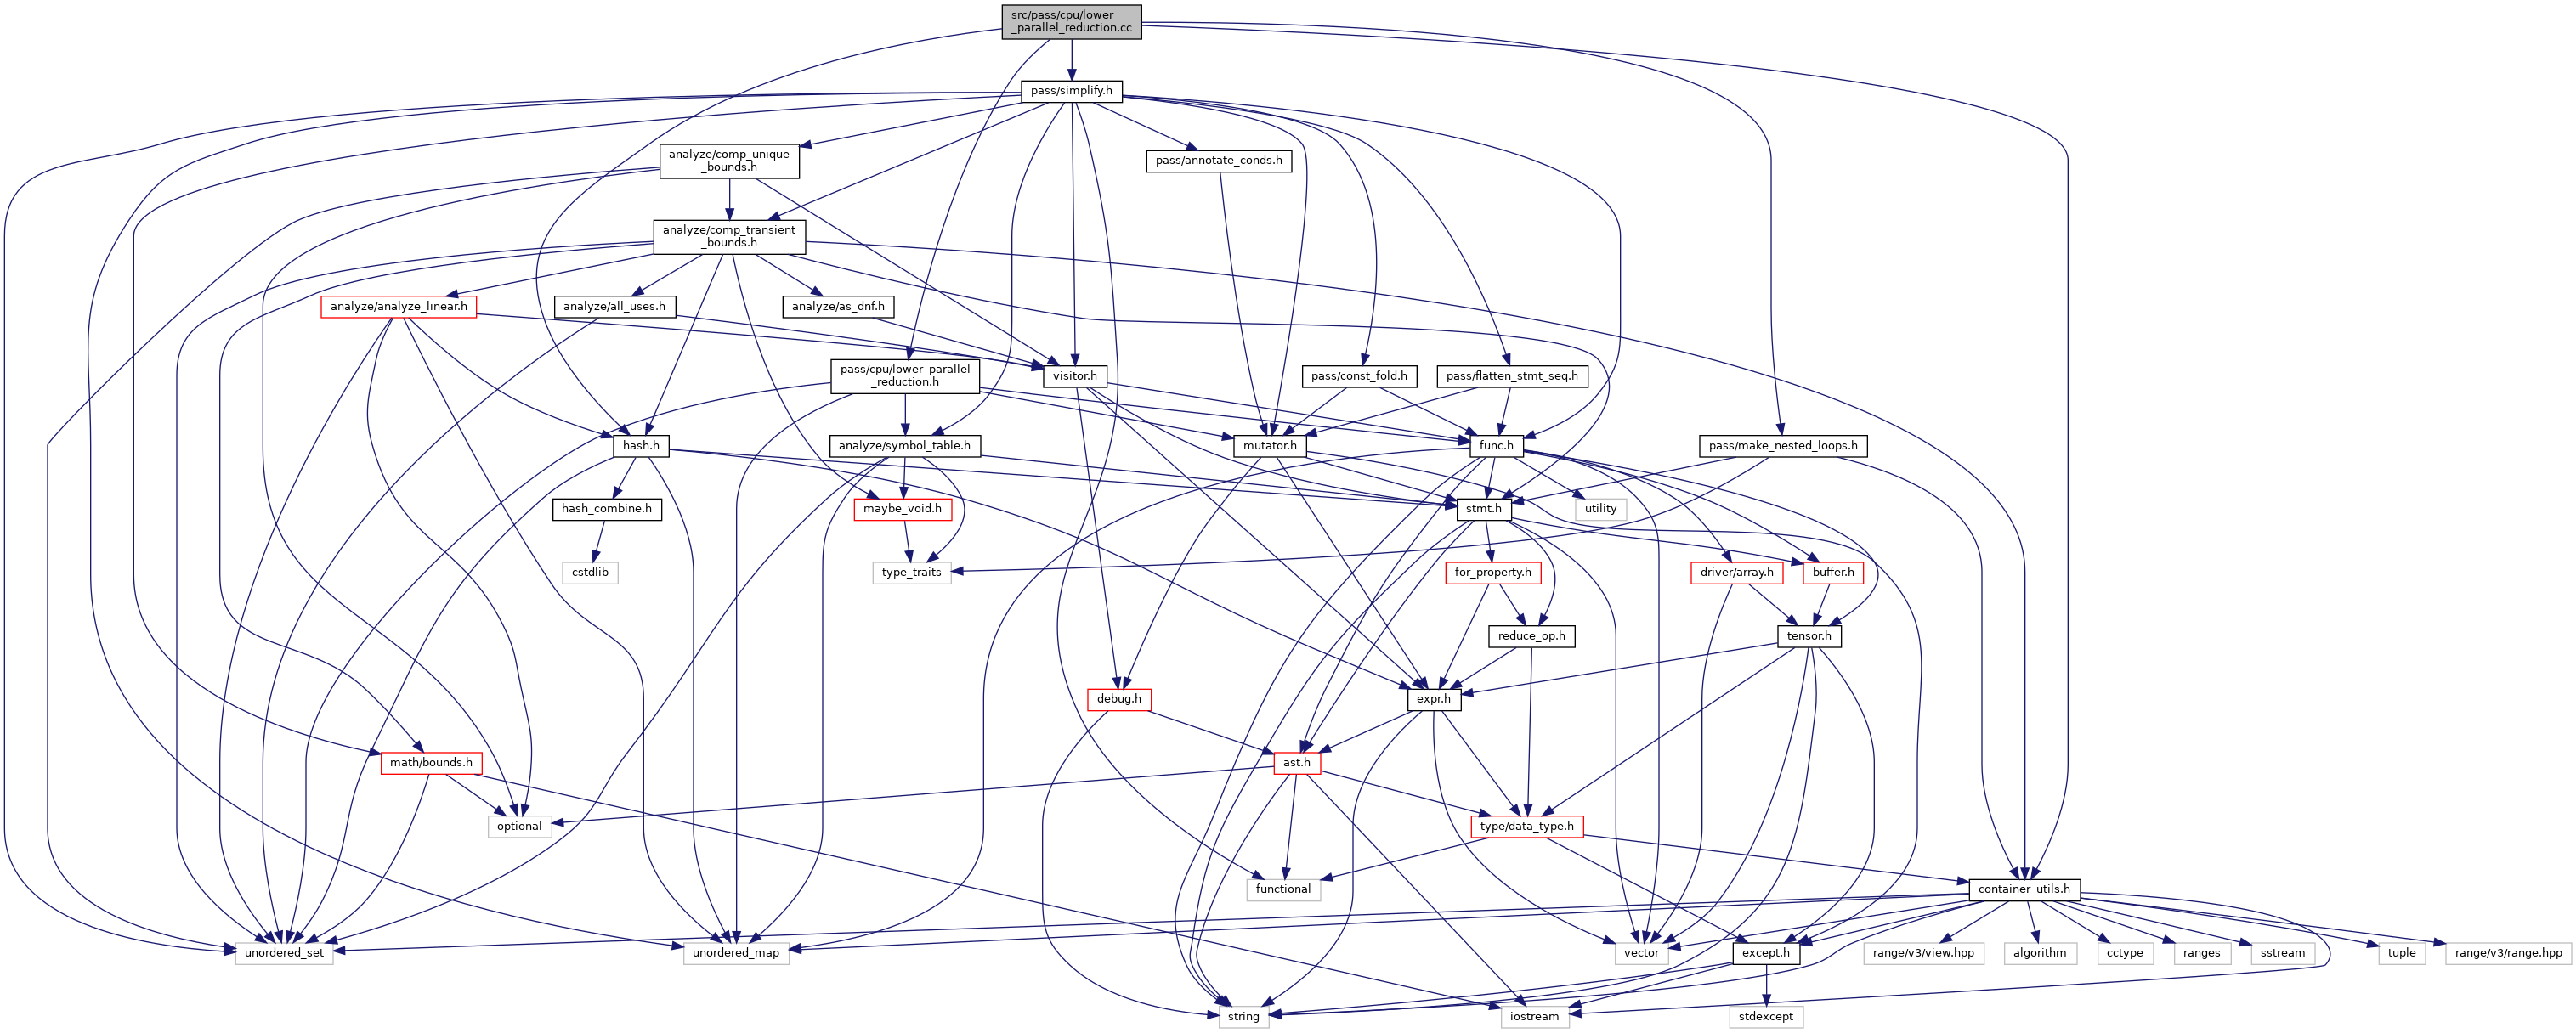 src/pass/cpu/lower
_parallel_reduction.cc
pass/simplify.h
analyze/comp_unique
_bounds.h
pass/annotate_conds.h
analyze/comp_transient
_bounds.h
analyze/analyze_linear.h
analyze/all_uses.h
analyze/as_dnf.h
pass/cpu/lower_parallel
_reduction.h
visitor.h
pass/const_fold.h
pass/flatten_stmt_seq.h
hash.h
analyze/symbol_table.h
mutator.h
func.h
pass/make_nested_loops.h
hash_combine.h
maybe_void.h
stmt.h
utility
cstdlib
type_traits
for_property.h
driver/array.h
buffer.h
reduce_op.h
tensor.h
debug.h
expr.h
math/bounds.h
ast.h
optional
type/data_type.h
functional
container_utils.h
unordered_set
unordered_map
vector
except.h
range/v3/view.hpp
algorithm
cctype
ranges
sstream
tuple
range/v3/range.hpp
string
iostream
stdexcept